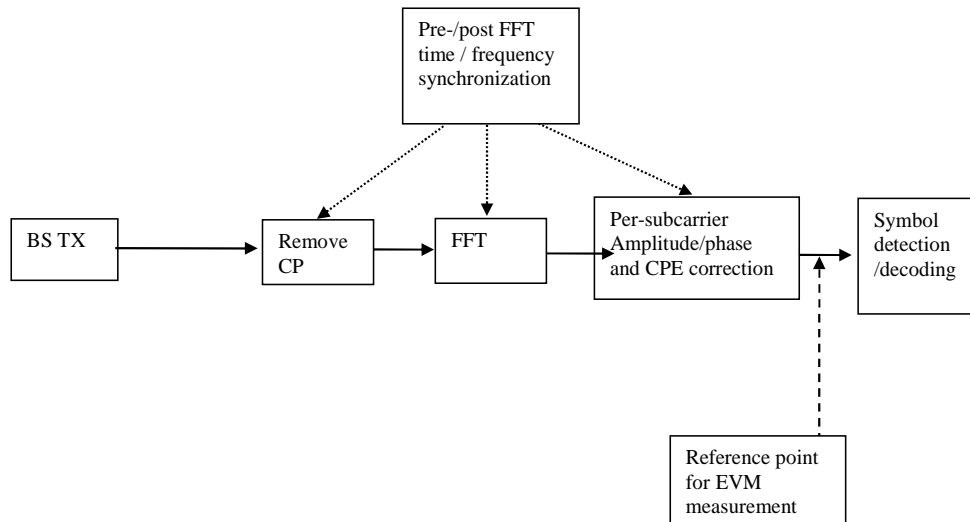 Pre-/post FFT
time / frequency
synchronization
BS TX
Remove
CP
FFT
Per-subcarrier
Amplitude/phase
and CPE correction
Symbol
detection
/decoding
Reference point
for EVM
measurement